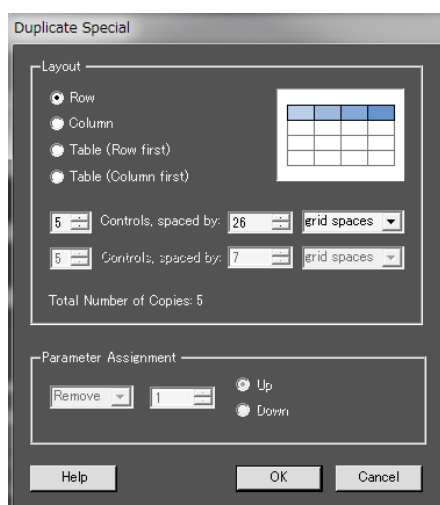 Duplicate Special
Layout
Row
Column
Table (Row first)
Table (Column first)
5 Controls, spaced by: 26 grid spaces
5 Controls, spaced by: 7 grid spaces
Total Number of Copies: 5
Parameter Assignment
Remove 1 Up
Down
Help OK Cancel